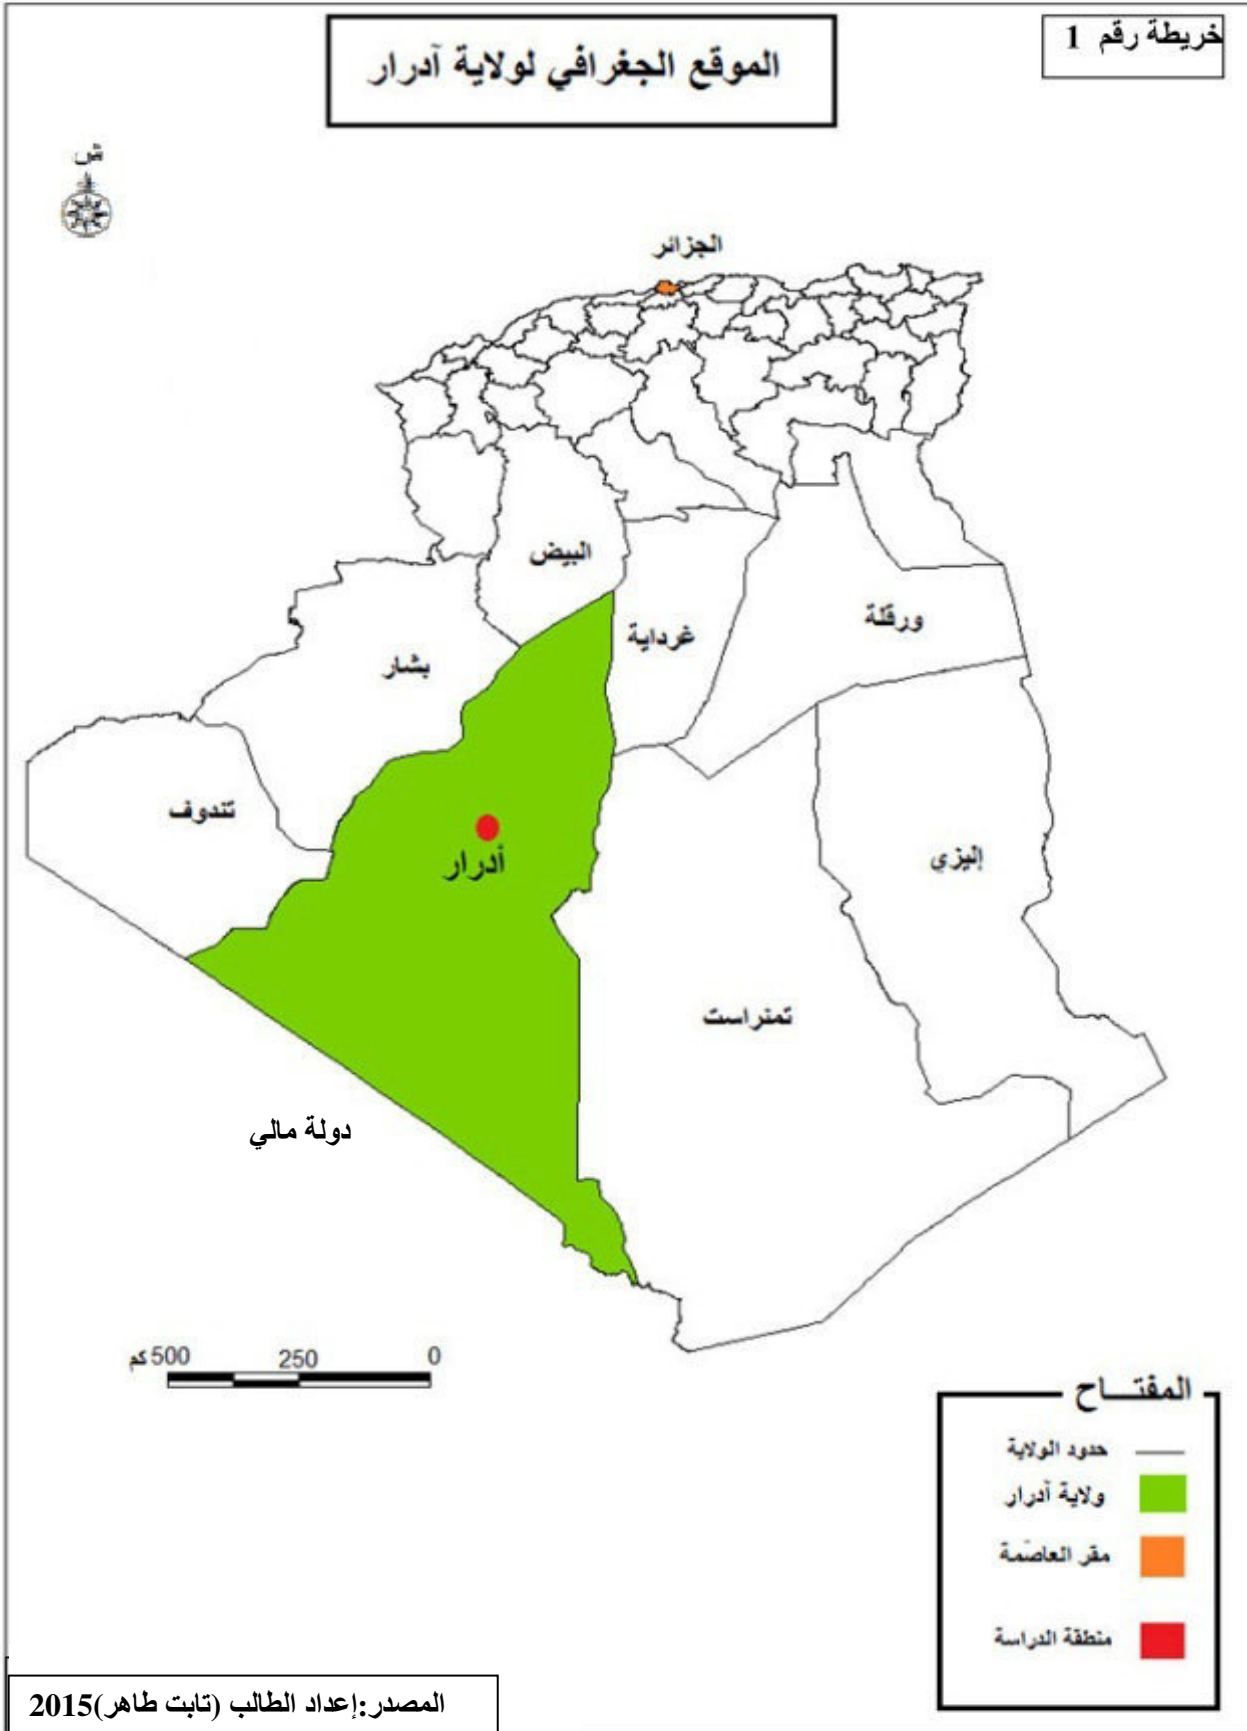 خريطة رقم 1
الموقع الجغرافي لولاية آدرار
ش
الجزائر
البيض
ورقلة
غرداية
بشار
تندوف
أدرار
إليزي
تمنراست
دولة مالي
0 250 500 كم
المفتـــاح
حدود الولاية
ولاية أدرار
مقر العاصمة
منطقة الدراسة
المصدر:إعداد الطالب (تابت طاهر)2015